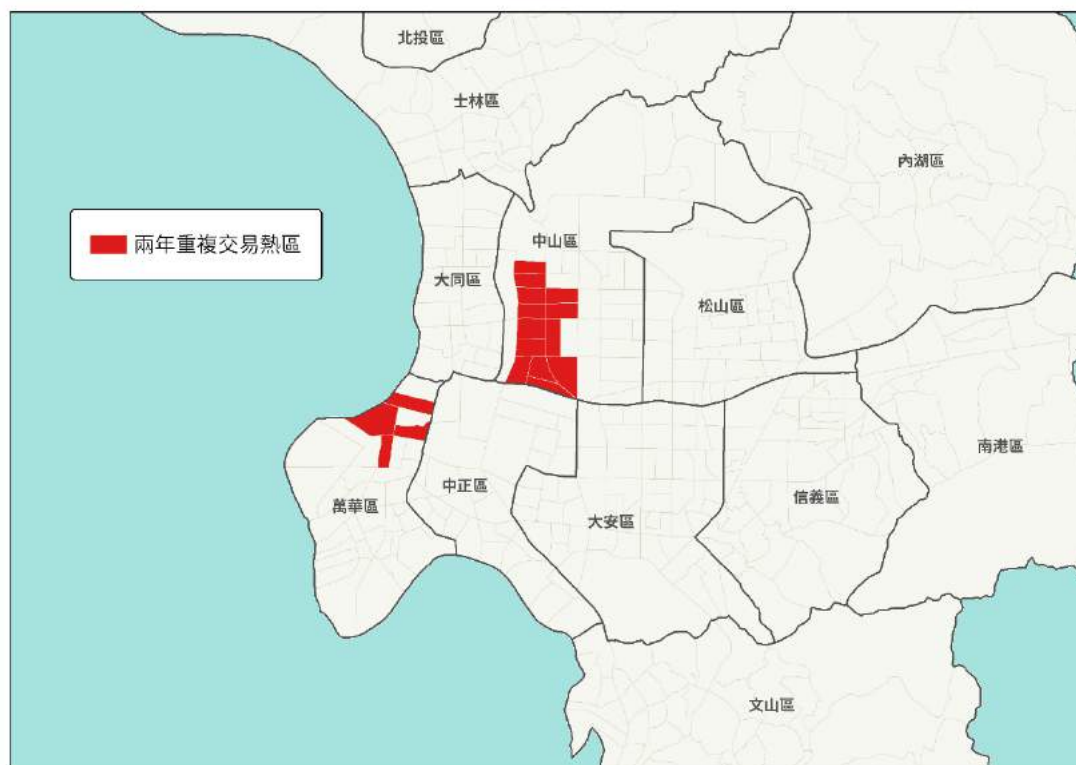 北投區
士林區
內湖區
兩年重複交易熱區
中山區
大同區
松山區
南港區
中正區
信義區
萬華區
大安區
文山區